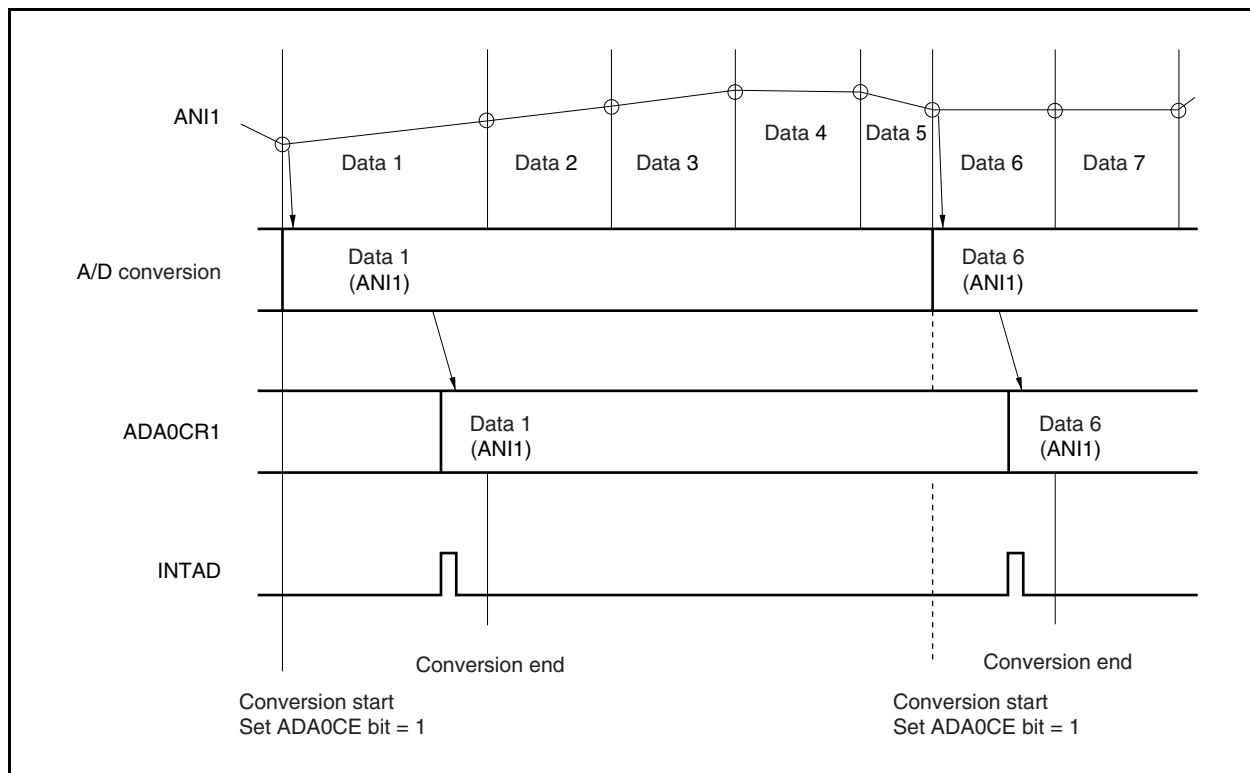 ANI1
Data 1
Data 2
Data 3
Data 4
Data 5
Data 6
Data 7
A/D conversion
Data 1
(ANI1)
Data 6
(ANI1)
ADA0CR1
Data 1
(ANI1)
Data 6
(ANI1)
INTAD
Conversion end
Conversion end
Conversion start
Set ADA0CE bit = 1
Conversion start
Set ADA0CE bit = 1